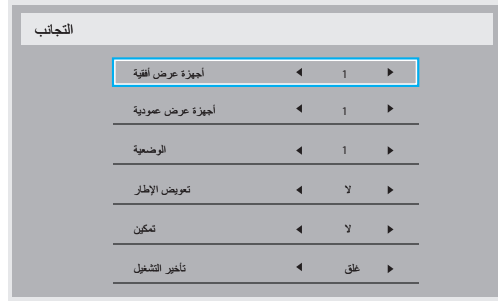 التجانب
أجهزة عرض أفقية 1
أجهزة عرض عمودية 1
الوضعية 1
تعويض الإطار لا
تمكين لا
تأخير التشغيل غلق